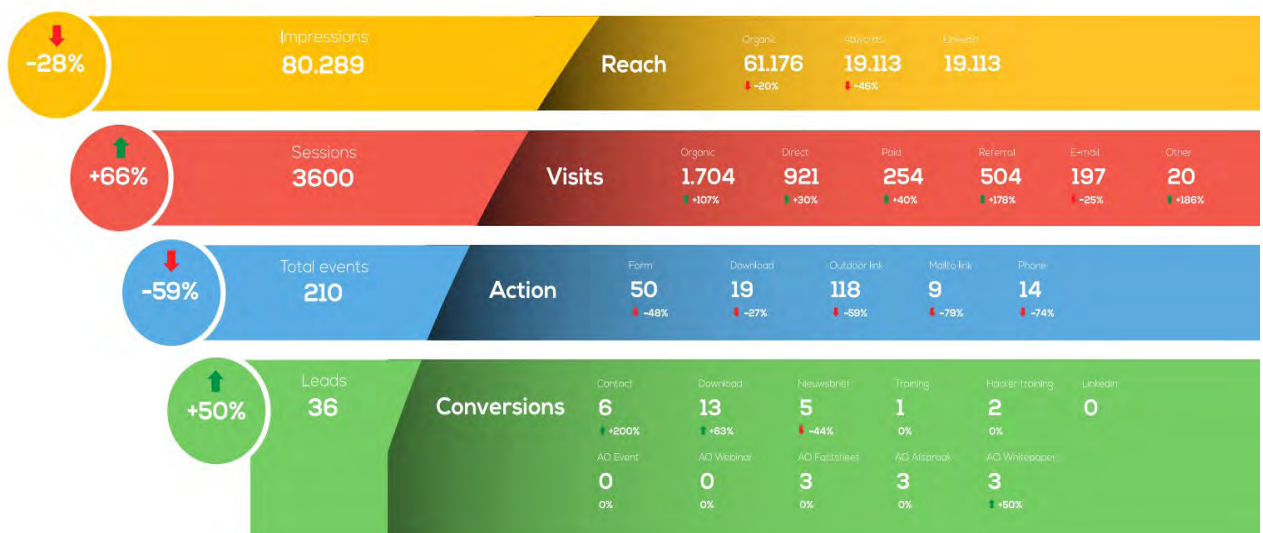 -28%
Impressions
80.289
Reach
Organic Adwords Linkedin
61.176 19.113 19.113
-20% -46%
+66%
Sessions
3600
Visits
Organic Direct Paid Referral E-mail Other
1.704 921 254 504 197 20
+107% +30% +40% +178% -25% +186%
-59%
Total events
210
Action
Form Download Outdoor link Mailto link Phone
50 19 118 9 14
-48% -27% -59% -79% -74%
+50%
Leads
36
Conversions
Contact Download Nieuwsbrief Training Hacker training Linkedin
6 13 5 1 2 0
+200% +63% -44% 0% 0%
AO Event AO Webinar AO Factsheet AO Afspraak AO Whitepaper
0 0 3 3 3
0% 0% 0% 0% +50%